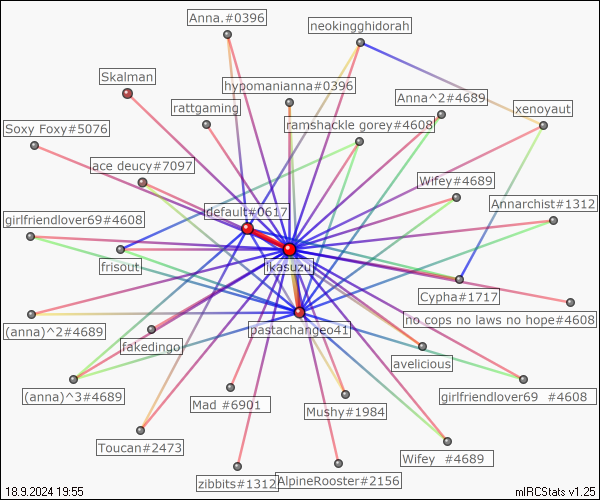 Anna.#0396
neokingghidorah
Skalman
hypomanianna#0396
Anna^2#4689
rattgaming
xenoyaut
Soxy Foxy#5076
ramshackle gorey#4608
ace deucy#7097
Wifey#4689
Annarchist#1312
default#0617
girlfriendlover69#4608
frisout
ikasuzu
Cypha#1717
no cops no laws no hope#4608
(anna)^2#4689
pastachangeo41
fakedingo
avelicious
(anna)^3#4689
Mad #6901
Mushy#1984
girlfriendlover69 #4608
Toucan#2473
Wifey #4689
zibbits#1312
AlpineRooster#2156
18.9.2024 19:55
mIRCStats v1.25